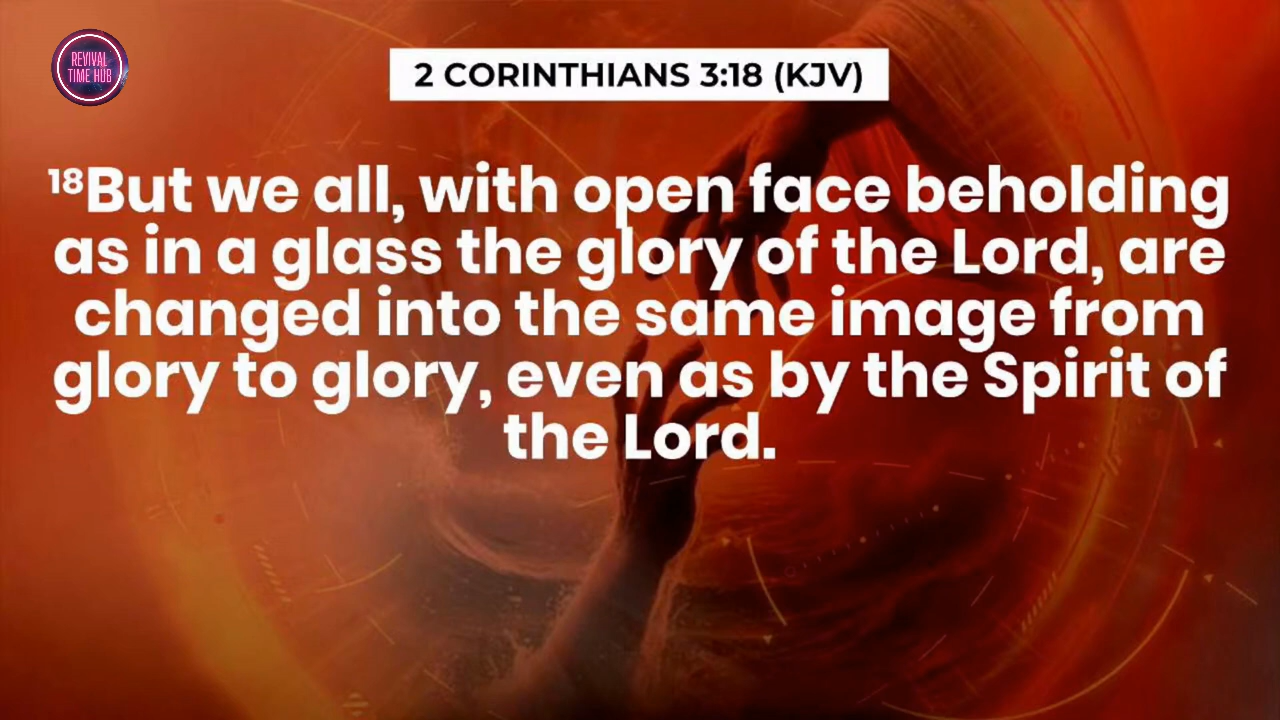 REVIVAL
TIME HUB
2 CORINTHIANS 3:18 (KJV)
¹⁸But we all, with open face beholding
as in a glass the glory of the Lord, are
changed into the same image from
glory to glory, even as by the Spirit of
the Lord.